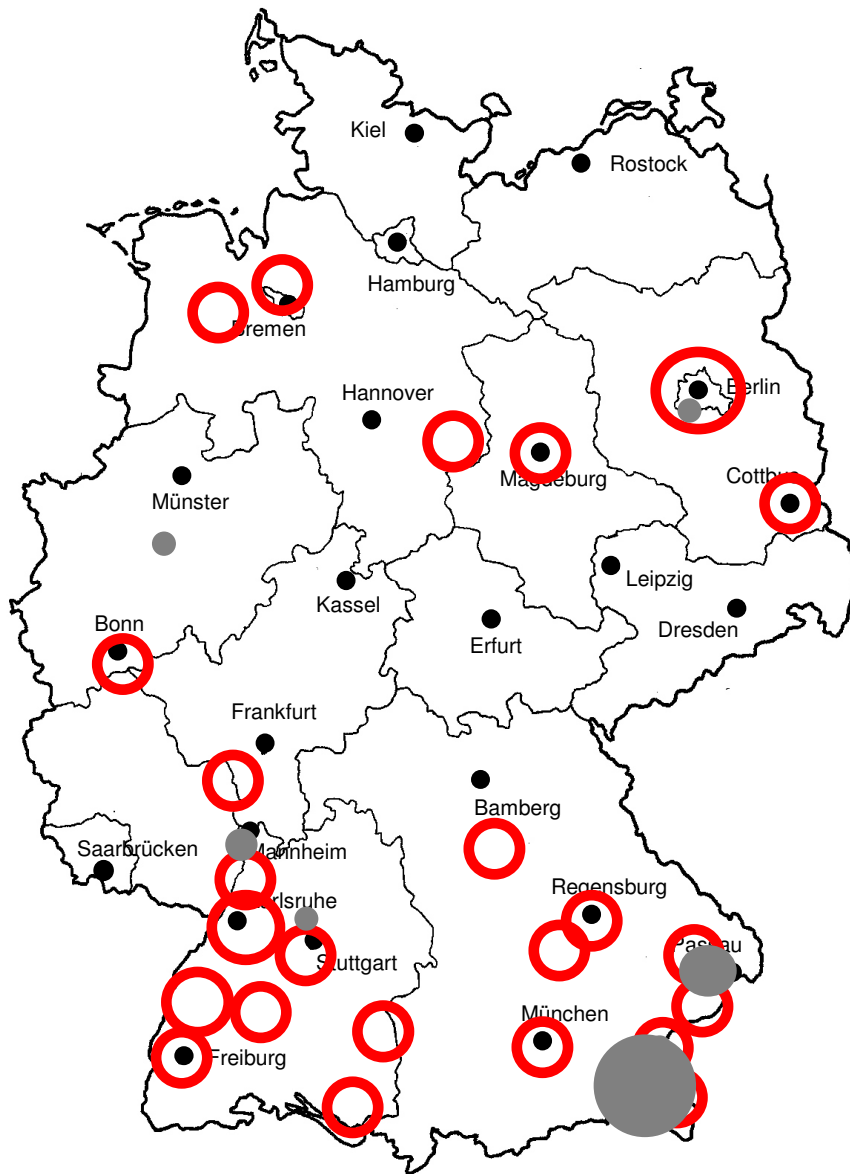 Kiel
Rostock
Hamburg
Bremen
Hannover
Berlin
Magdeburg
Cottbus
Münster
Leipzig
Kassel
Dresden
Bonn
Erfurt
Frankfurt
Bamberg
Saarbrücken
Mannheim
Karlsruhe
Regensburg
Passau
Stuttgart
München
Freiburg